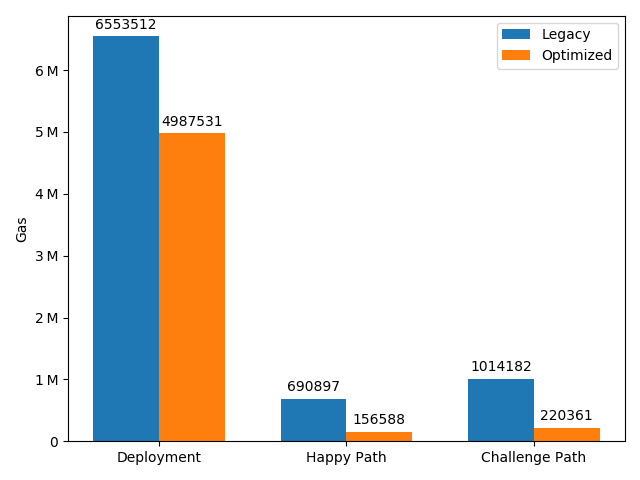 6553512
Legacy
Optimized
6 M
4987531
5 M
4 M
Gas
3 M
2 M
1014182
1 M
690897
220361
156588
0
Deployment
Happy Path
Challenge Path